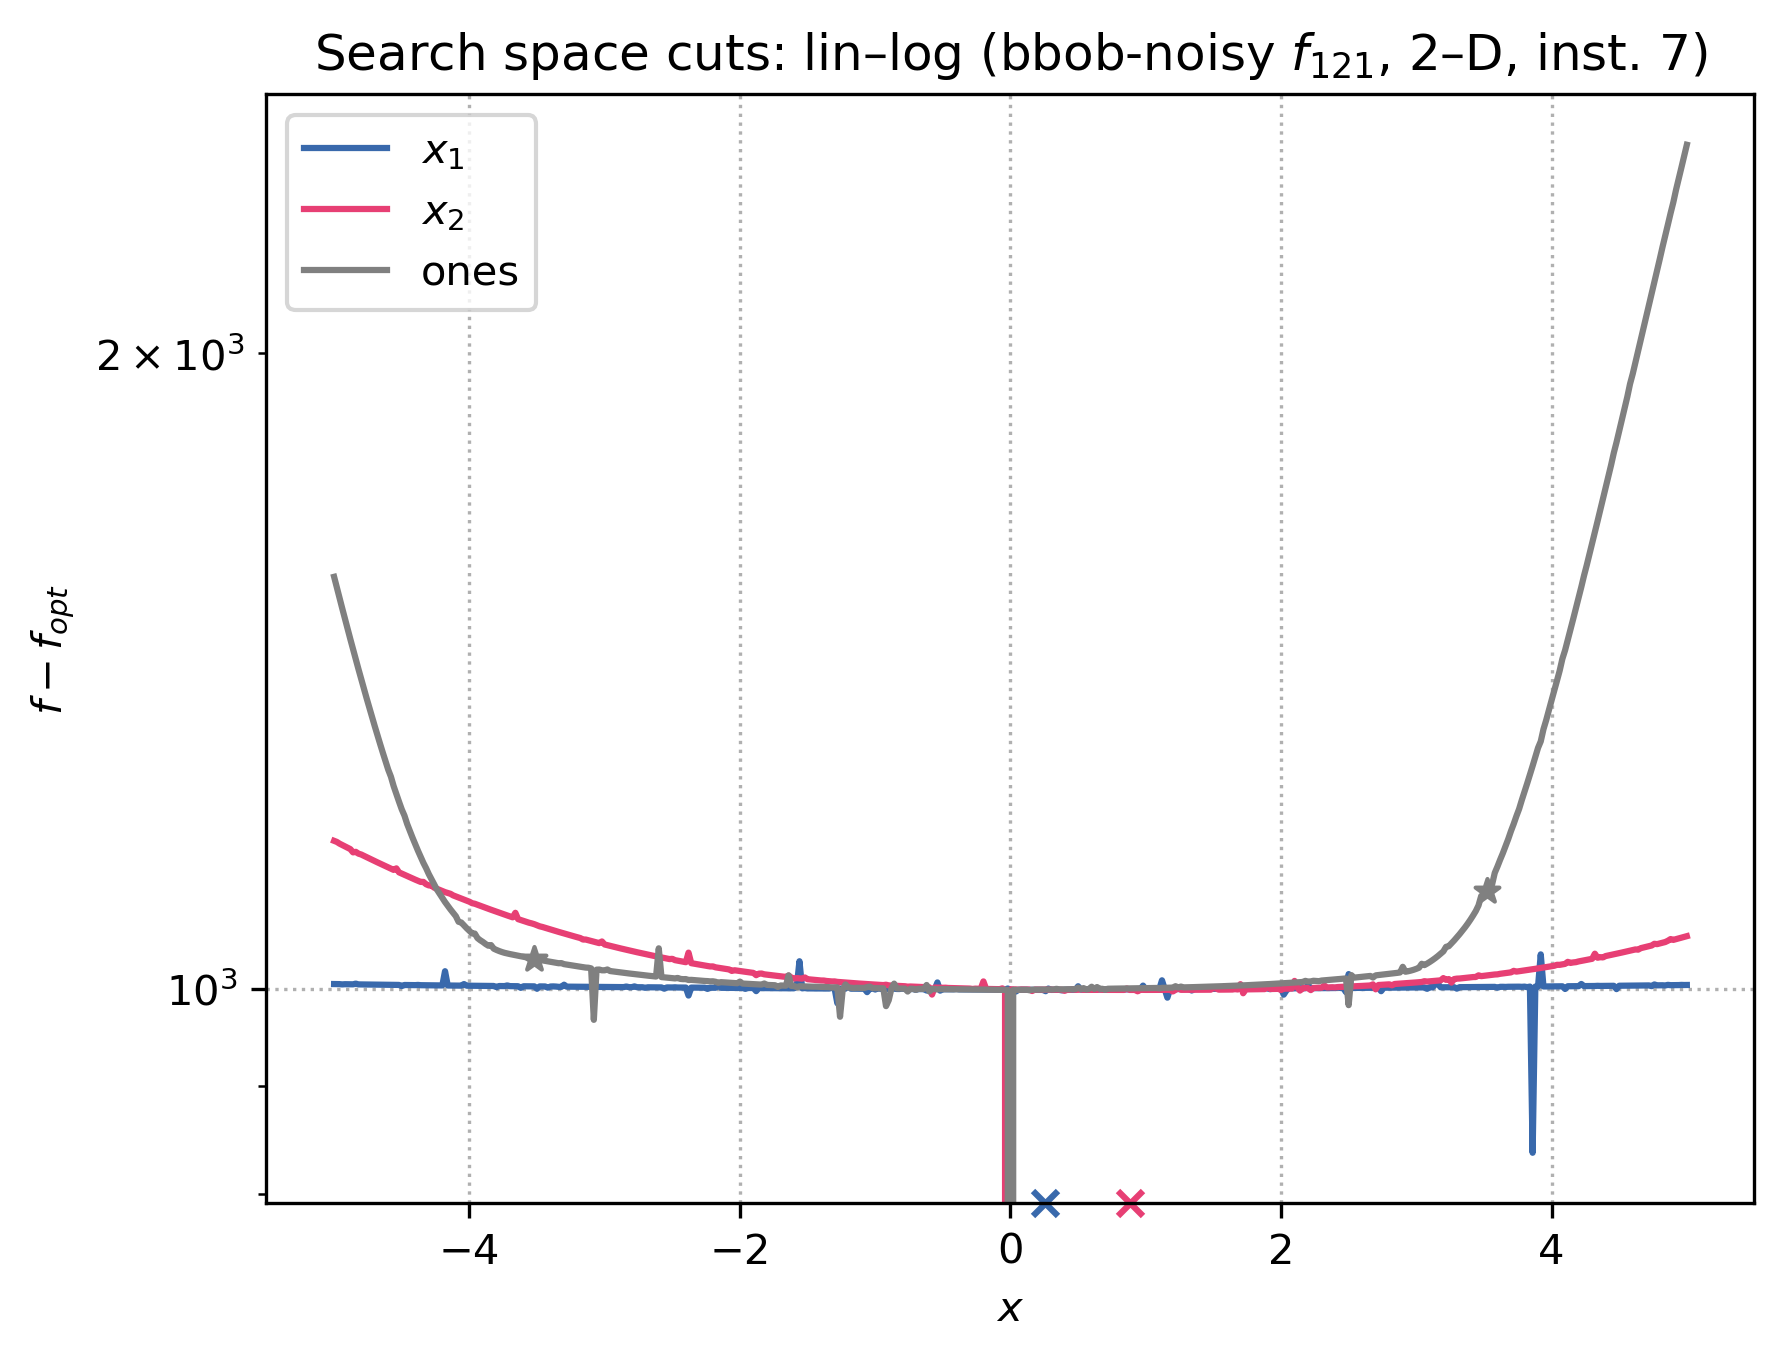 Search space cuts: lin–log (bbob-noisy f₁₂₁, 2–D, inst. 7)
x₁
x₂
ones
2 × 10³
10³
f − fₒₚₜ
−4
−2
0
2
4
x